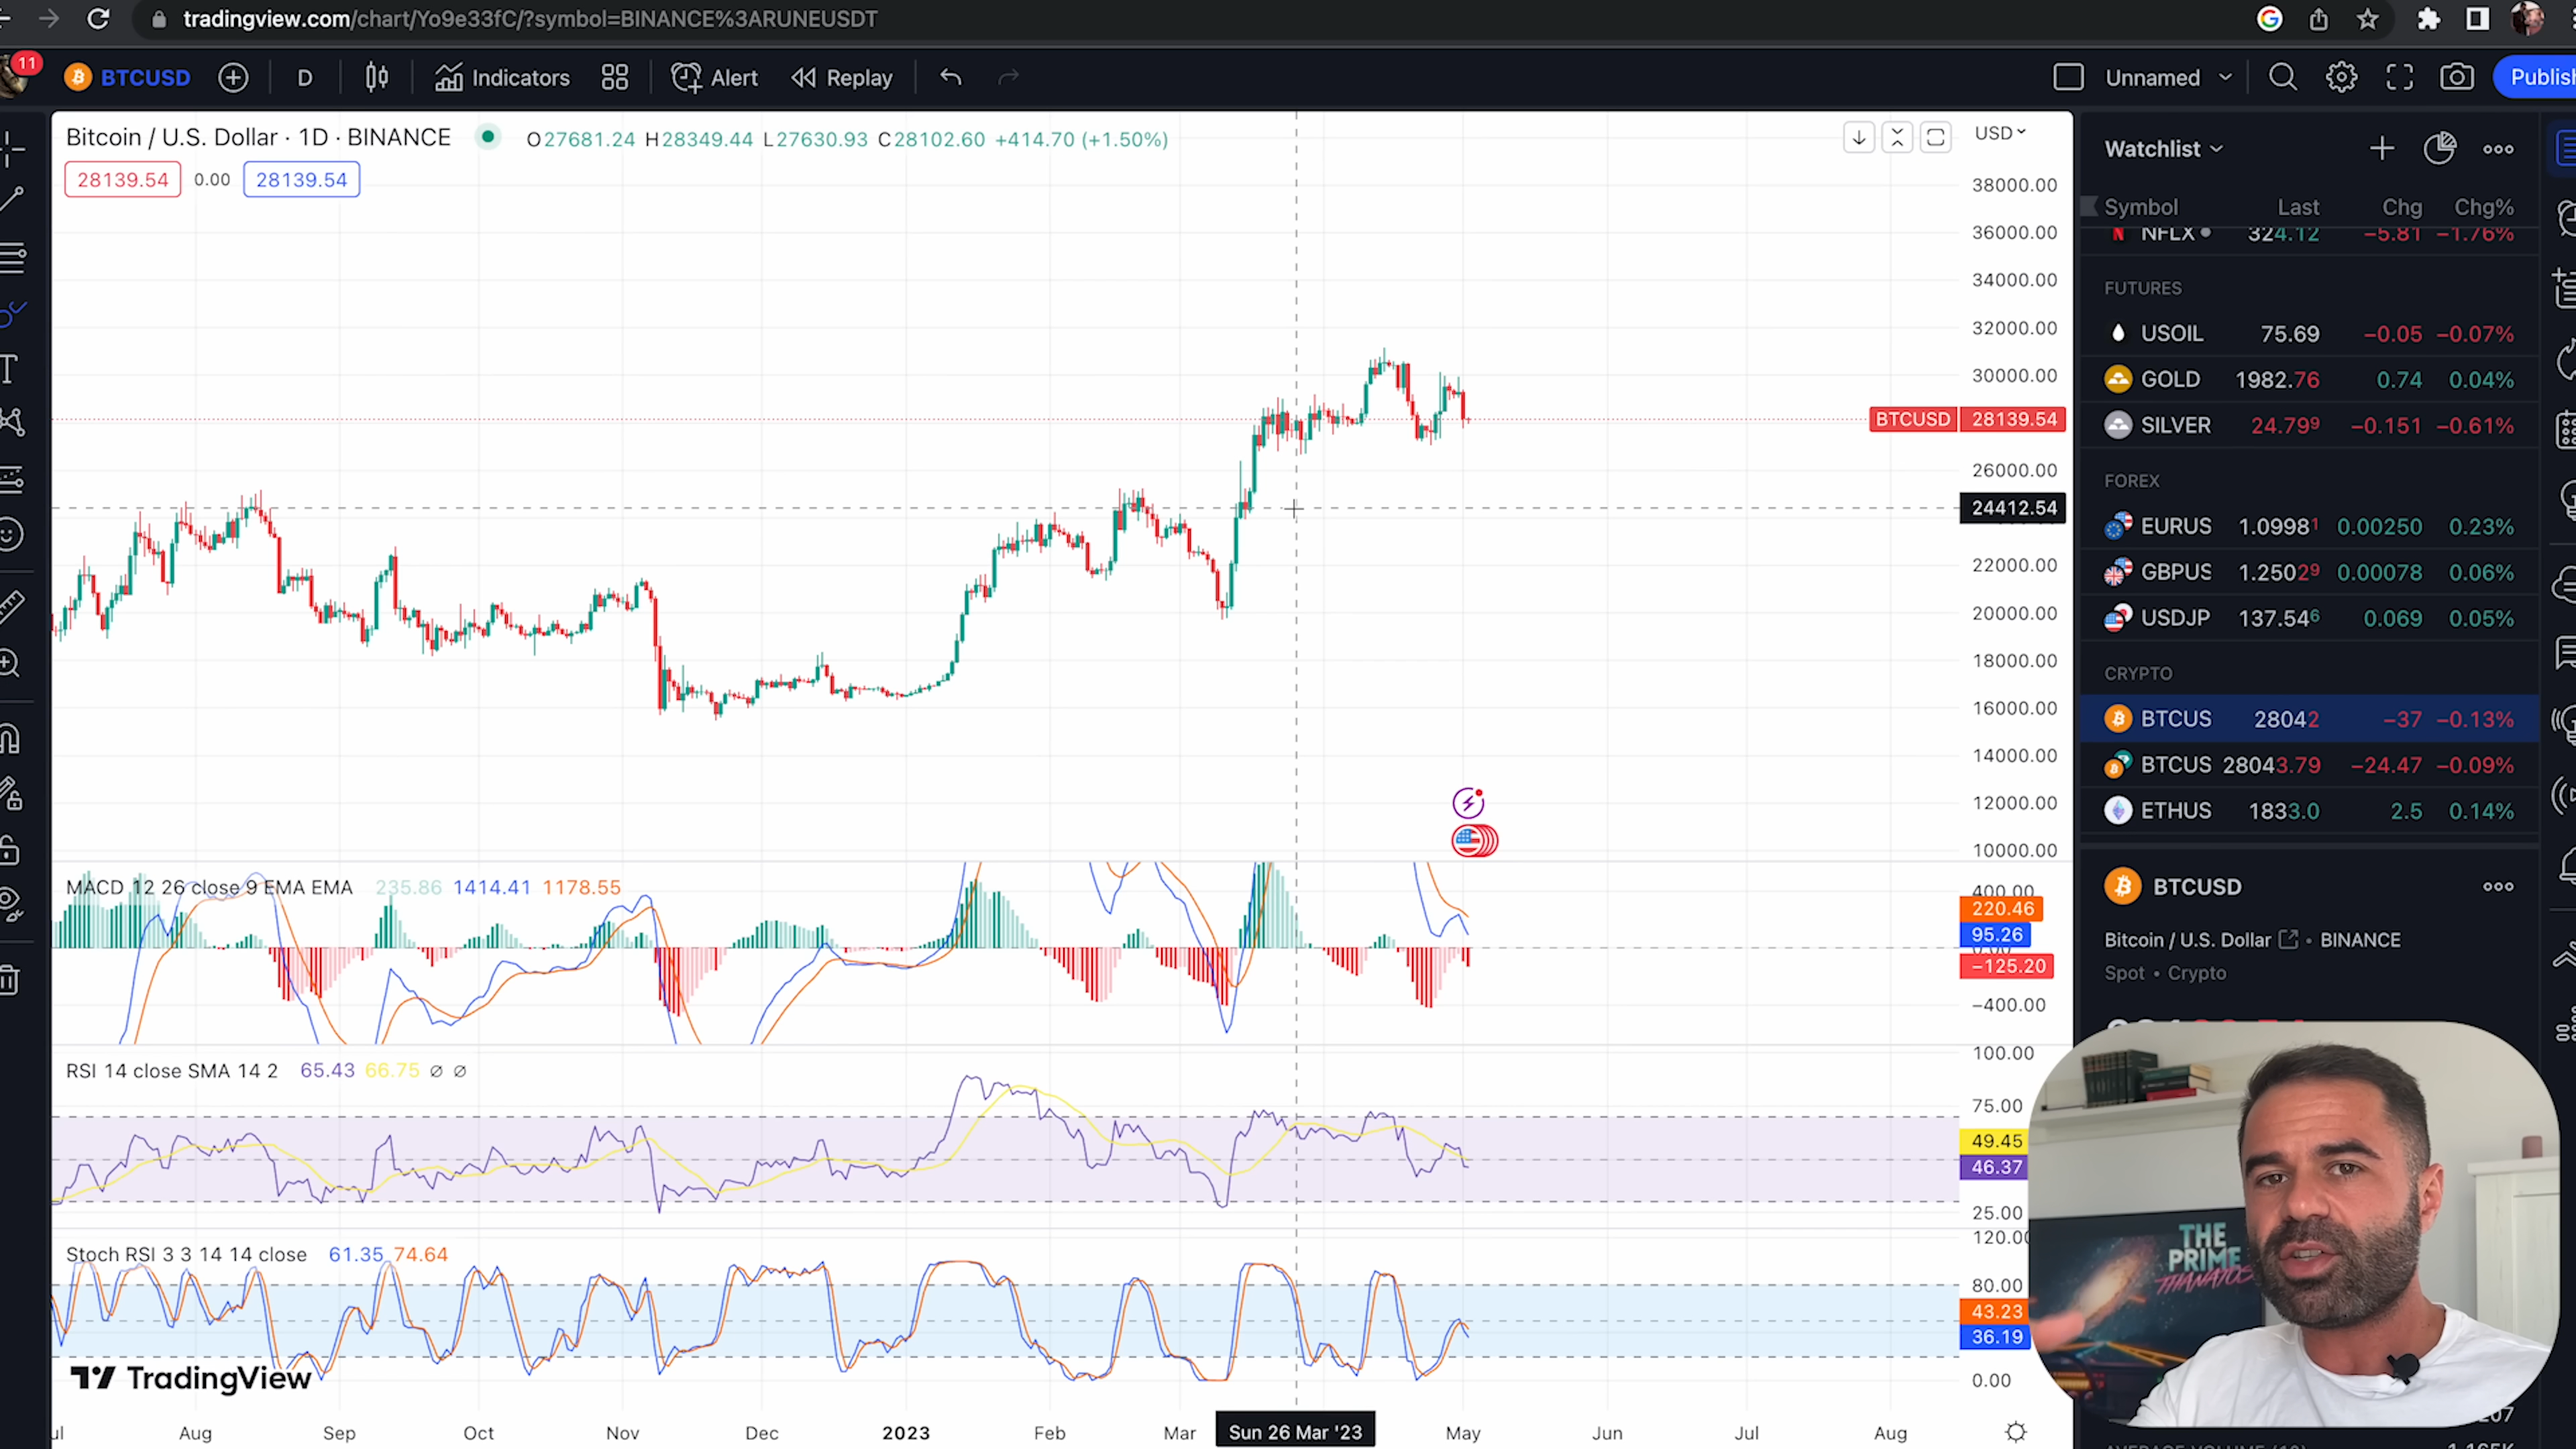 tradingview.com/chart/Yo9e33fC/?symbol=BINANCE%3ARUNEUSDT
11
BTCUSD
D
Indicators
Alert
Replay
Unnamed
Publish
Bitcoin / U.S. Dollar · 1D · BINANCE
O27681.24 H28349.44 L27630.93 C28102.60 +414.70 (+1.50%)
28139.54 0.00 28139.54
USD
38000.00
36000.00
34000.00
32000.00
30000.00
BTCUSD 28139.54
26000.00
24412.54
22000.00
20000.00
18000.00
16000.00
14000.00
12000.00
10000.00
MACD 12 26 close 9 EMA EMA 235.86 1414.41 1178.55
400.00
220.46
95.26
−125.20
−400.00
RSI 14 close SMA 14 2 65.43 66.75 ∅ ∅
100.00
75.00
49.45
46.37
25.00
Stoch RSI 3 3 14 14 close 61.35 74.64
120.00
80.00
43.23
36.19
0.00
TradingView
Aug Sep Oct Nov Dec 2023 Feb Mar Sun 26 Mar '23 May Jun Jul Aug
Watchlist
Symbol Last Chg Chg%
NFLX 324.12 −5.81 −1.76%
FUTURES
USOIL 75.69 −0.05 −0.07%
GOLD 1982.76 0.74 0.04%
SILVER 24.799 −0.151 −0.61%
FOREX
EURUS 1.09981 0.00250 0.23%
GBPUS 1.25029 0.00078 0.06%
USDJP 137.546 0.069 0.05%
CRYPTO
BTCUS 28042 −37 −0.13%
BTCUS 28043.79 −24.47 −0.09%
ETHUS 1833.0 2.5 0.14%
BTCUSD
Bitcoin / U.S. Dollar • BINANCE
Spot • Crypto
THE
PRIME
THANATOS